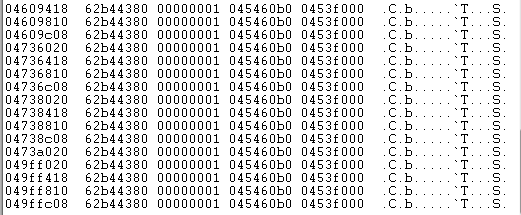 04609418  62b44380 00000001 045460b0 0453f000  .C.b.....`T...S.
04609810  62b44380 00000001 045460b0 0453f000  .C.b.....`T...S.
04609c08  62b44380 00000001 045460b0 0453f000  .C.b.....`T...S.
04736020  62b44380 00000001 045460b0 0453f000  .C.b.....`T...S.
04736418  62b44380 00000001 045460b0 0453f000  .C.b.....`T...S.
04736810  62b44380 00000001 045460b0 0453f000  .C.b.....`T...S.
04736c08  62b44380 00000001 045460b0 0453f000  .C.b.....`T...S.
04738020  62b44380 00000001 045460b0 0453f000  .C.b.....`T...S.
04738418  62b44380 00000001 045460b0 0453f000  .C.b.....`T...S.
04738810  62b44380 00000001 045460b0 0453f000  .C.b.....`T...S.
04738c08  62b44380 00000001 045460b0 0453f000  .C.b.....`T...S.
0473a020  62b44380 00000001 045460b0 0453f000  .C.b.....`T...S.
049ff020  62b44380 00000001 045460b0 0453f000  .C.b.....`T...S.
049ff418  62b44380 00000001 045460b0 0453f000  .C.b.....`T...S.
049ff810  62b44380 00000001 045460b0 0453f000  .C.b.....`T...S.
049ffc08  62b44380 00000001 045460b0 0453f000  .C.b.....`T...S.